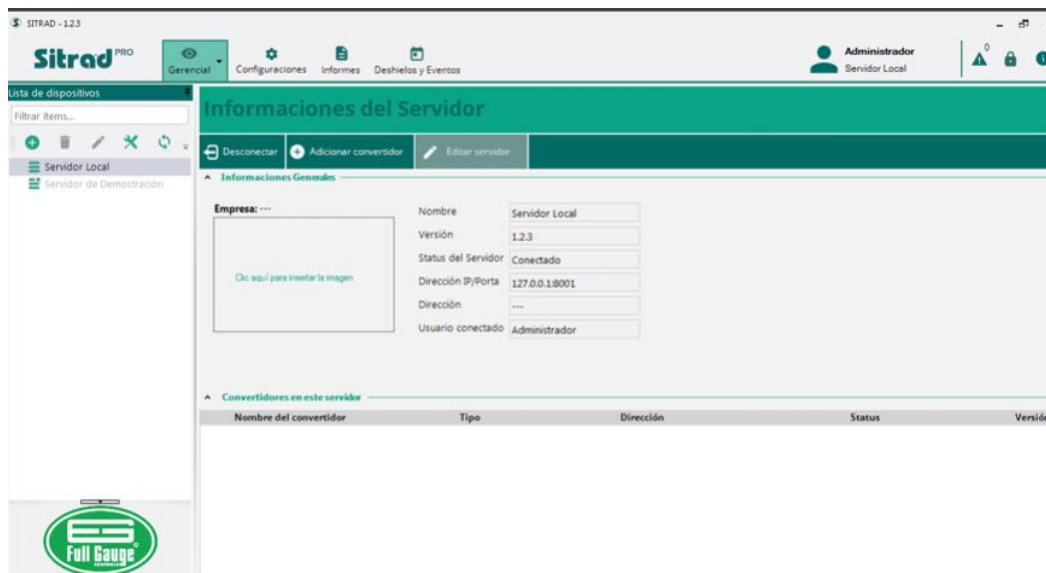 SITRAD - 1.2.3
Sitrad PRO
Gerencial
Configuraciones
Informes
Deshielos y Eventos
Administrador
Servidor Local
0
Lista de dispositivos
Filtrar ítems...
Servidor Local
Servidor de Demostración
Informaciones del Servidor
Desconectar
Adicionar convertidor
Editar servidor
Informaciones Generales
Empresa: ---
Clic aquí para insertar la imagen
Nombre Servidor Local
Versión 1.2.3
Status del Servidor Conectado
Dirección IP/Porta 127.0.0.1:8001
Dirección ---
Usuario conectado Administrador
Convertidores en este servidor
Nombre del convertidor Tipo Dirección Status Versió
Full Gauge
CONTROLS